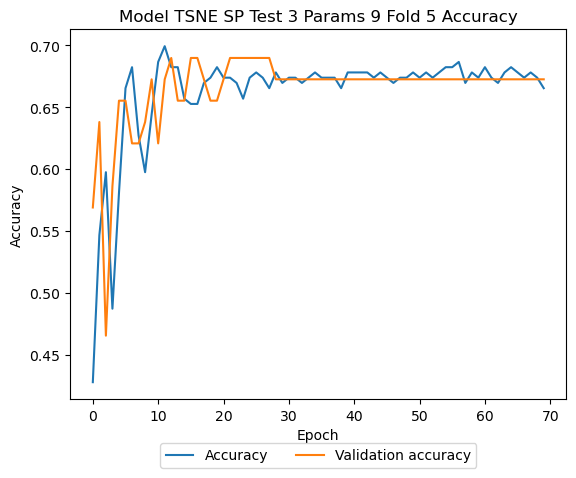 Model TSNE SP Test 3 Params 9 Fold 5 Accuracy
0.70
0.65
0.60
0.55
0.50
0.45
Accuracy
0 10 20 30 40 50 60 70
Epoch
Accuracy Validation accuracy